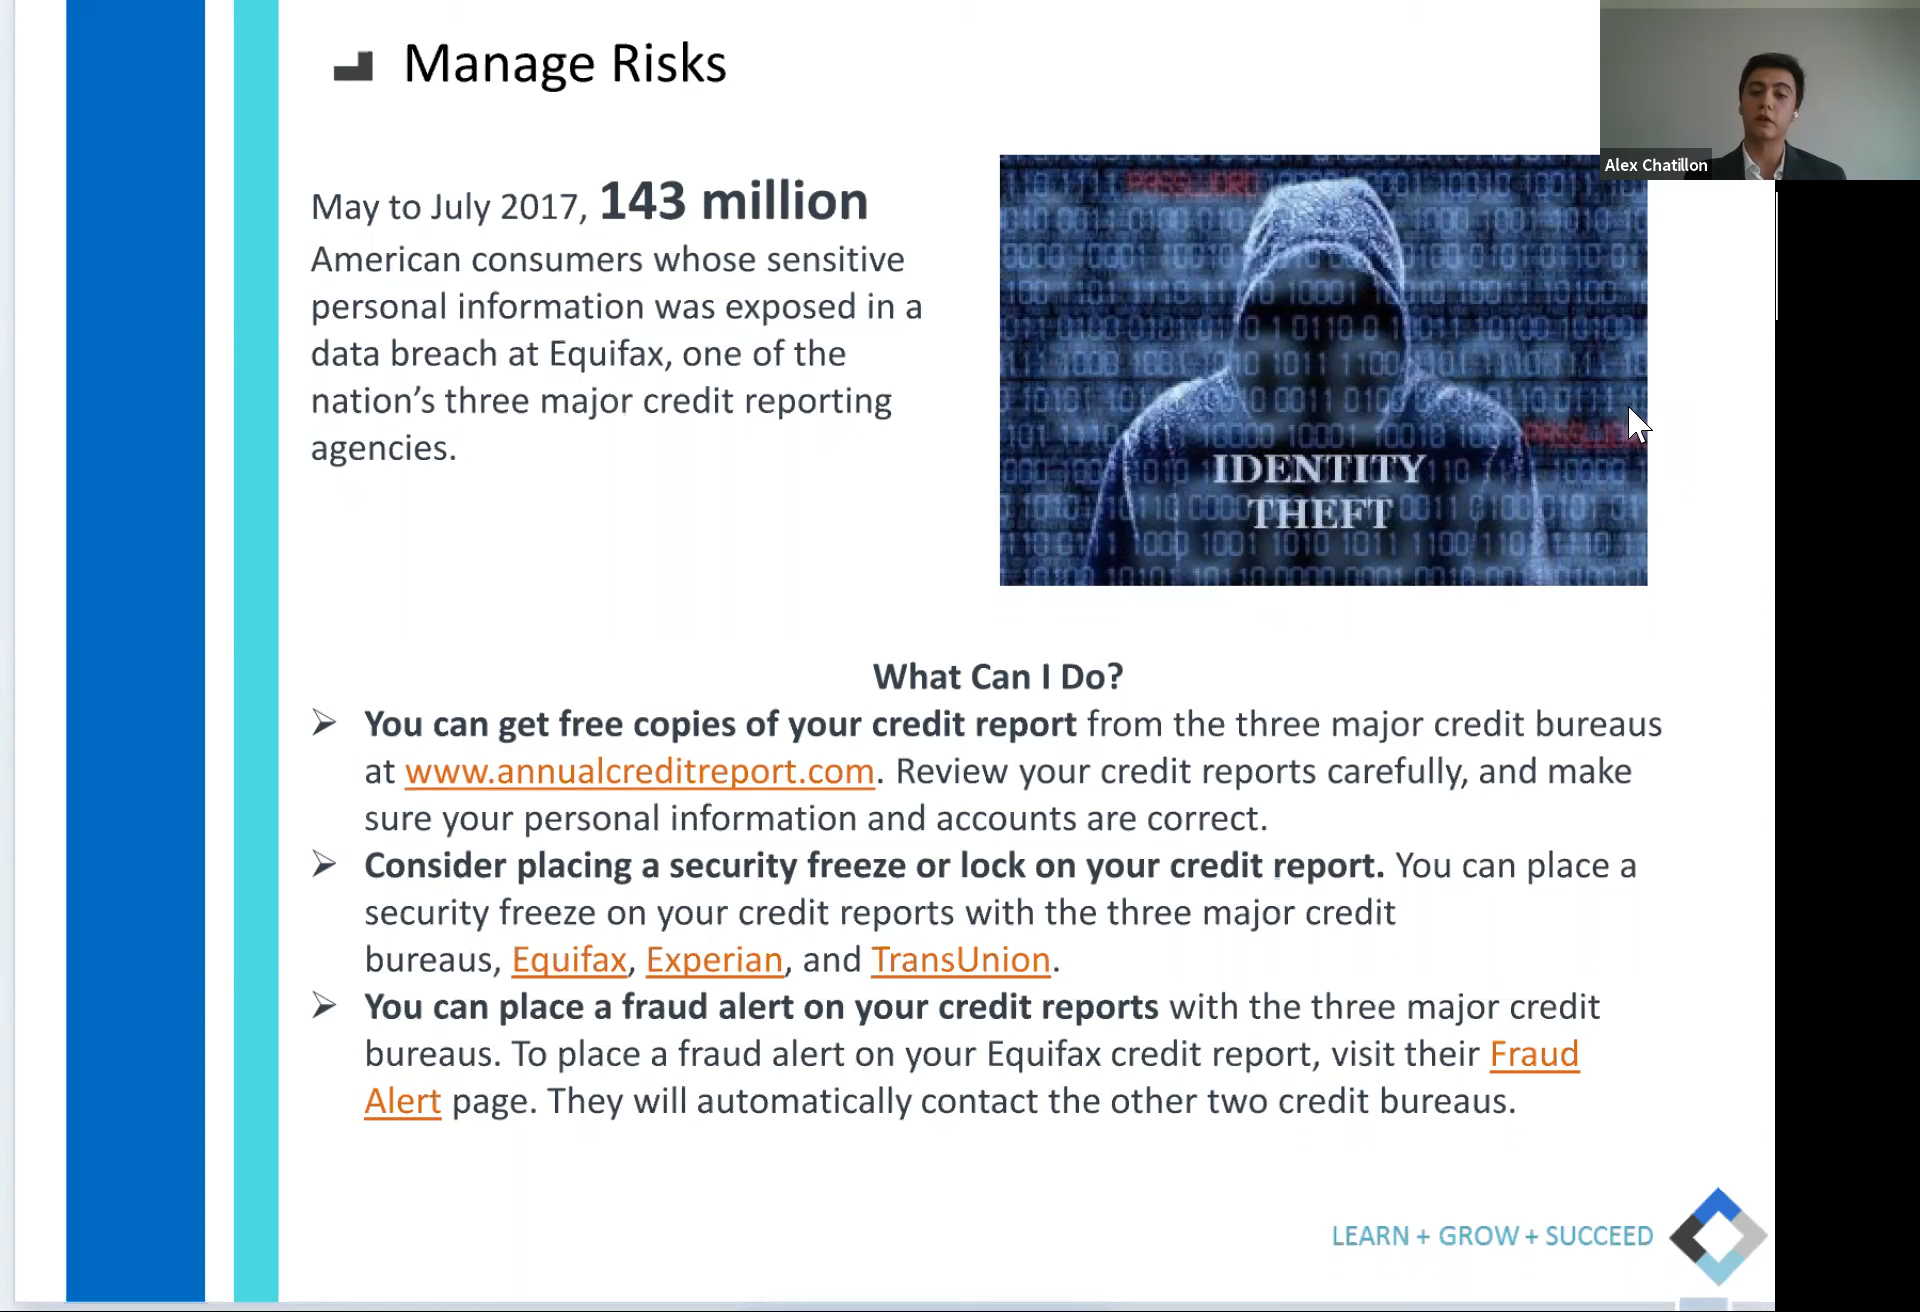 Manage Risks
Alex Chatillon
May to July 2017, 143 million
American consumers whose sensitive
personal information was exposed in a
data breach at Equifax, one of the
nation’s three major credit reporting
agencies.
IDENTITY
THEFT
What Can I Do?
➢ You can get free copies of your credit report from the three major credit bureaus
at www.annualcreditreport.com. Review your credit reports carefully, and make
sure your personal information and accounts are correct.
➢ Consider placing a security freeze or lock on your credit report. You can place a
security freeze on your credit reports with the three major credit
bureaus, Equifax, Experian, and TransUnion.
➢ You can place a fraud alert on your credit reports with the three major credit
bureaus. To place a fraud alert on your Equifax credit report, visit their Fraud
Alert page. They will automatically contact the other two credit bureaus.
LEARN + GROW + SUCCEED